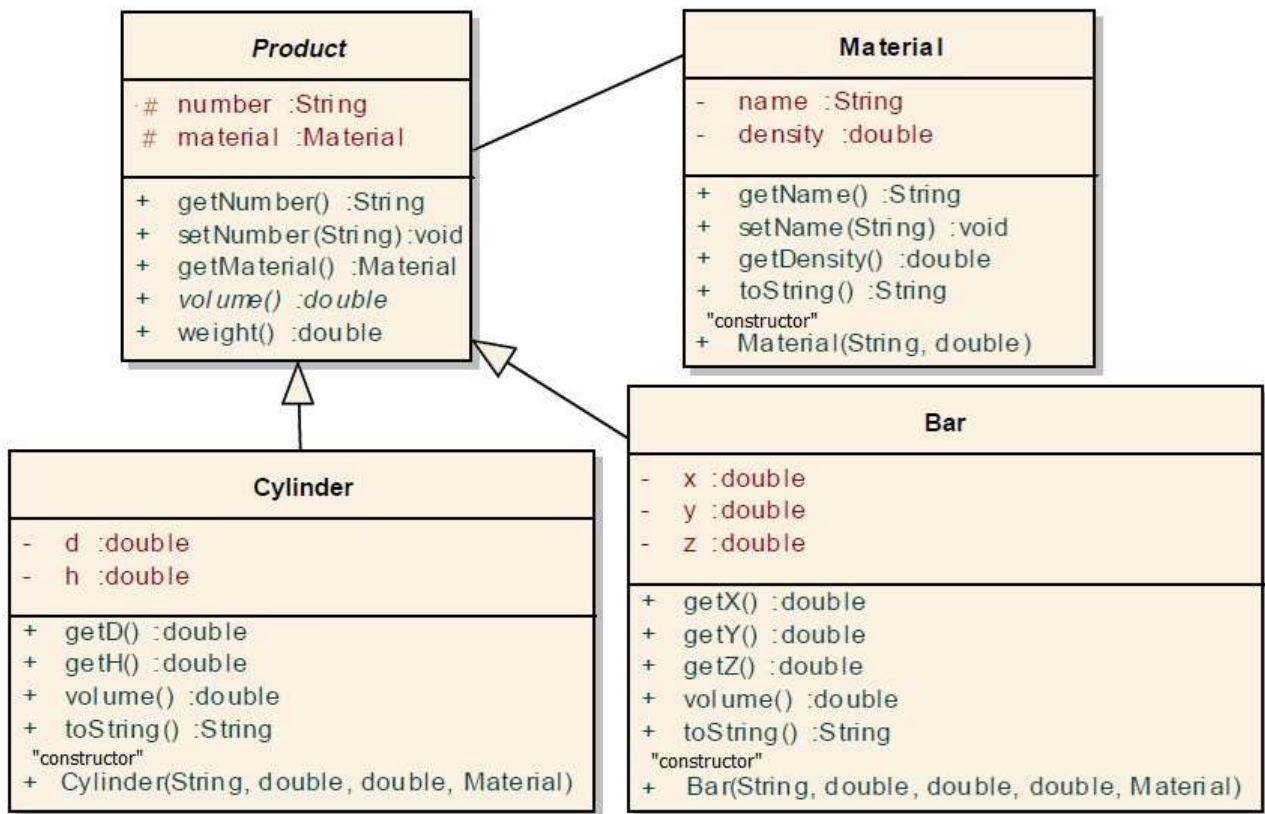 Product
# number :String
# material :Material
+ getNumber() :String
+ setNumber(String) :void
+ getMaterial() :Material
+ volume() :double
+ weight() :double
Material
- name :String
- density :double
+ getName() :String
+ setName(String) :void
+ getDensity() :double
+ toString() :String
"constructor"
+ Material(String, double)
Cylinder
- d :double
- h :double
+ getD() :double
+ getH() :double
+ volume() :double
+ toString() :String
"constructor"
+ Cylinder(String, double, double, Material)
Bar
- x :double
- y :double
- z :double
+ getX() :double
+ getY() :double
+ getZ() :double
+ volume() :double
+ toString() :String
"constructor"
+ Bar(String, double, double, double, Material)